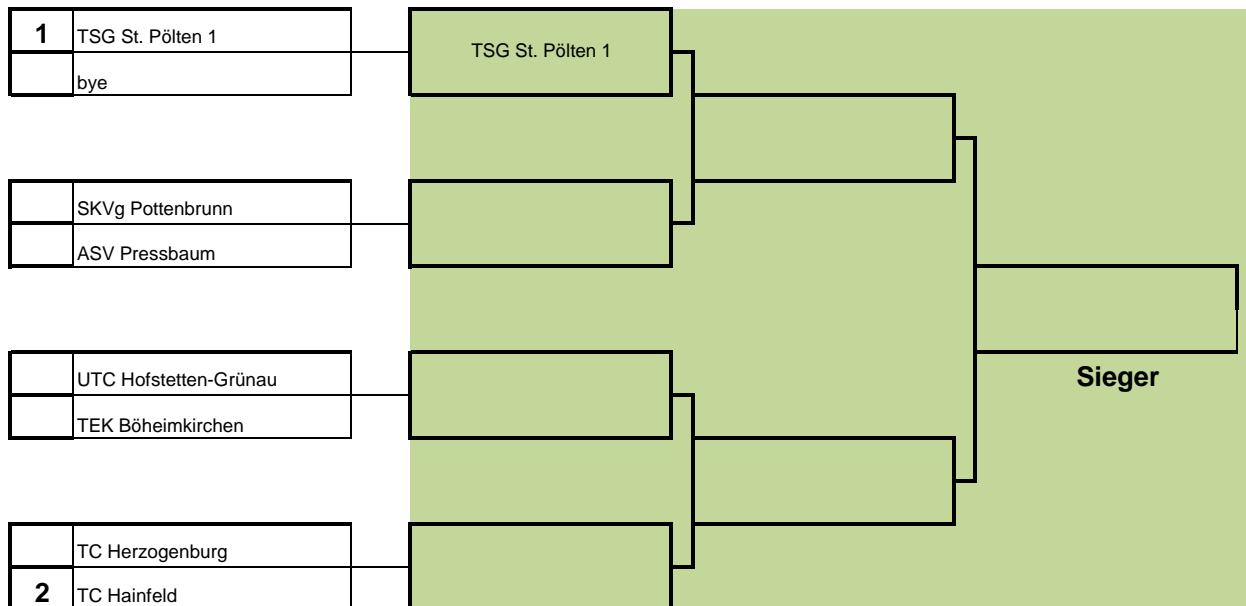 1 TSG St. Pölten 1
TSG St. Pölten 1
bye
SKVg Pottenbrunn
ASV Pressbaum
UTC Hofstetten-Grünau
Sieger
TEK Böheimkirchen
TC Herzogenburg
2 TC Hainfeld